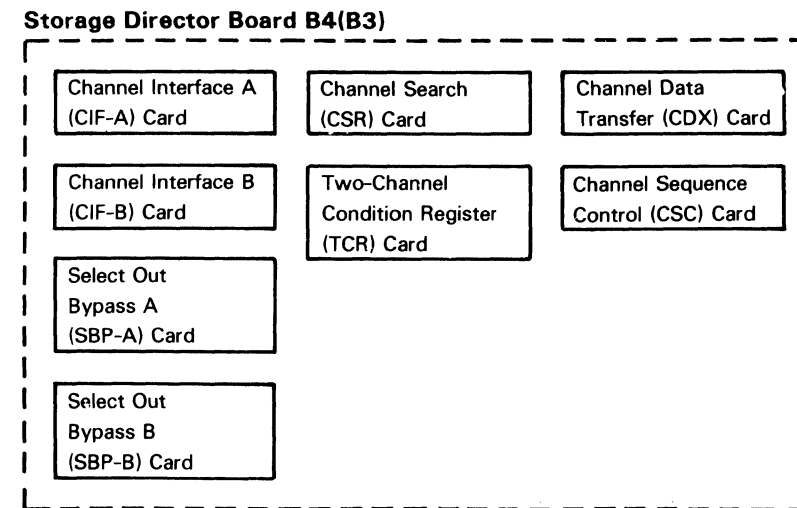 Storage Director Board B4(B3)
Channel Interface A
(CIF-A) Card
Channel Search
(CSR) Card
Channel Data
Transfer (CDX) Card
Channel Interface B
(CIF-B) Card
Two-Channel
Condition Register
(TCR) Card
Channel Sequence
Control (CSC) Card
Select Out
Bypass A
(SBP-A) Card
Select Out
Bypass B
(SBP-B) Card